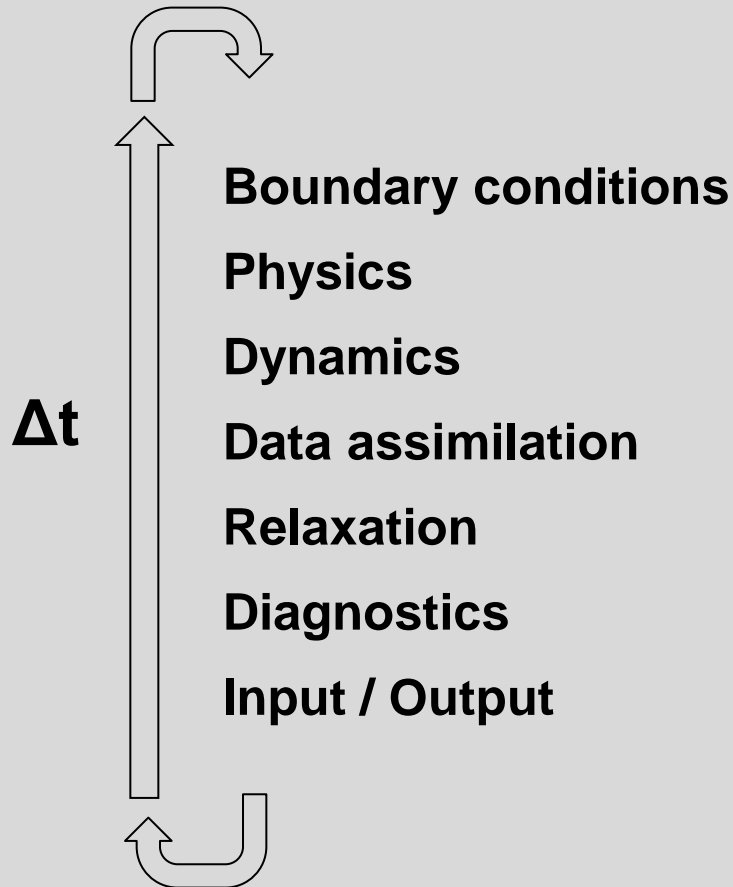 Boundary conditions
Physics
Dynamics
Δt
Data assimilation
Relaxation
Diagnostics
Input / Output